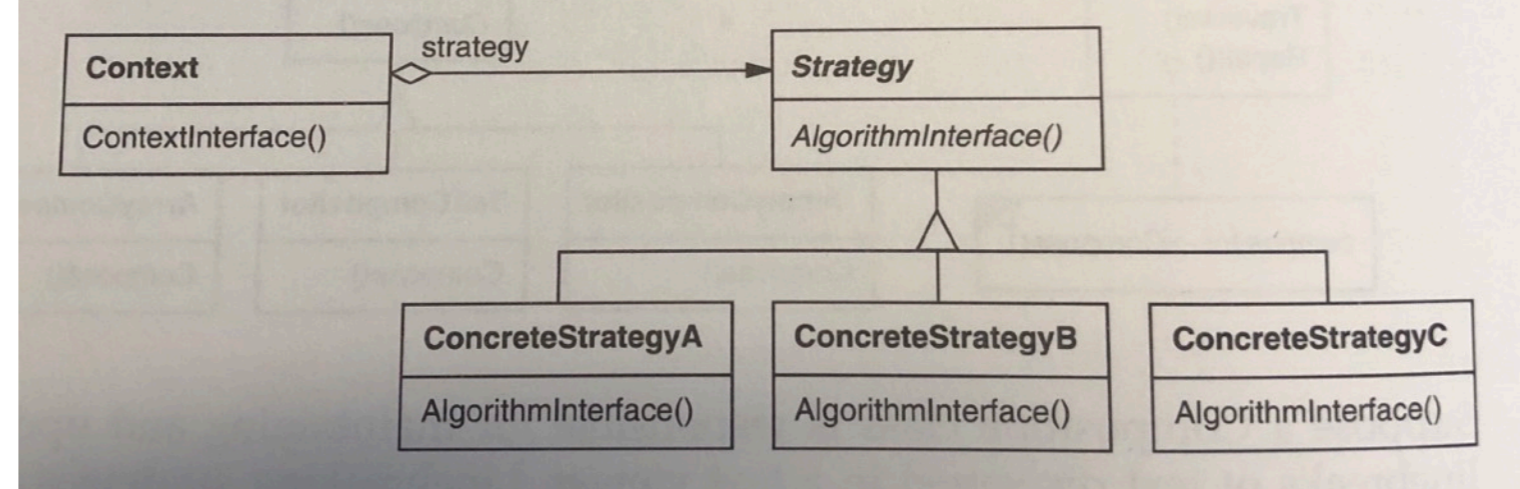 strategy
Context
Strategy
ContextInterface()
AlgorithmInterface()
ConcreteStrategyA
ConcreteStrategyB
ConcreteStrategyC
AlgorithmInterface()
AlgorithmInterface()
AlgorithmInterface()